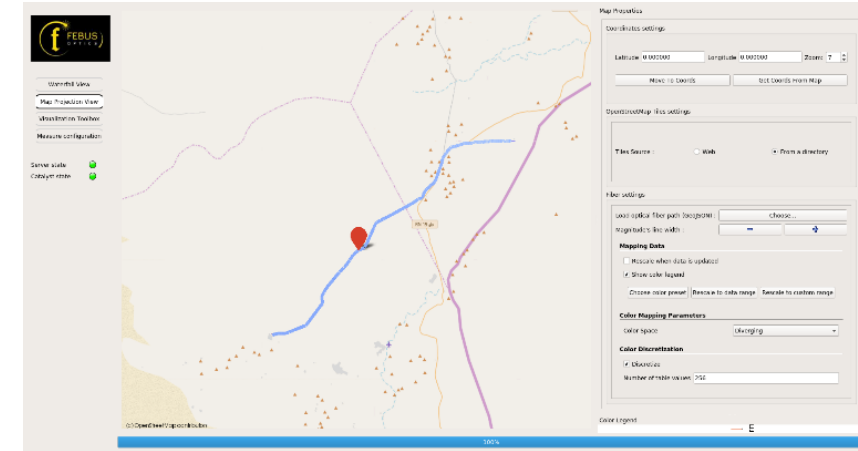 FEBUS
OPTICS
Waterfall View
Map Projection View
Visualization Toolbox
Measure configuration
Server state
Catalyst state
(c) OpenStreetMap contributors
Map Properties
Coordinates settings
Latitude 0.000000 Longitude 0.000000 Zoom: 7
Move To Coords Get Coords From Map
OpenStreetMap Tiles settings
Tiles Source : Web From a directory
Fiber settings
Load optical fiber path (GeoJSON) : Choose...
Magnitude's line width : − +
Mapping Data
Rescale when data is updated
Show color legend
Choose color preset Rescale to data range Rescale to custom range
Color Mapping Parameters
Color Space Diverging
Color Discretization
Discretize
Number of table values 256
Color Legend
E
100%